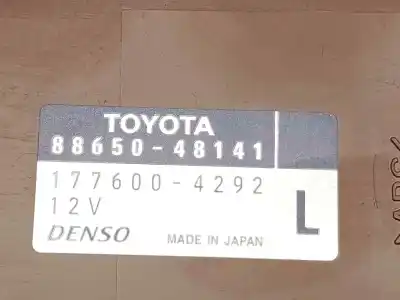 TOYOTA
88650-48141
177600-4292
12V
L
DENSO
MADE IN JAPAN